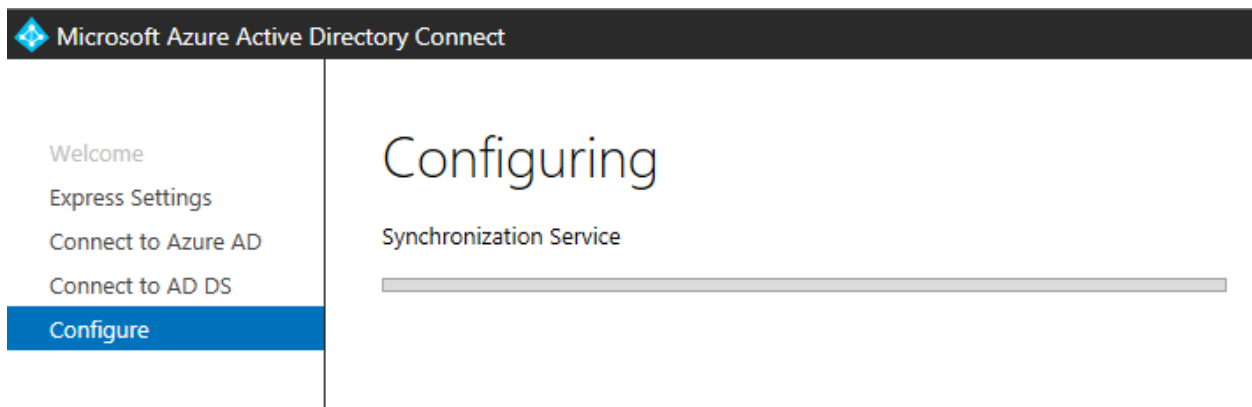 Microsoft Azure Active Directory Connect
Welcome
Express Settings
Connect to Azure AD
Connect to AD DS
Configure
Configuring
Synchronization Service